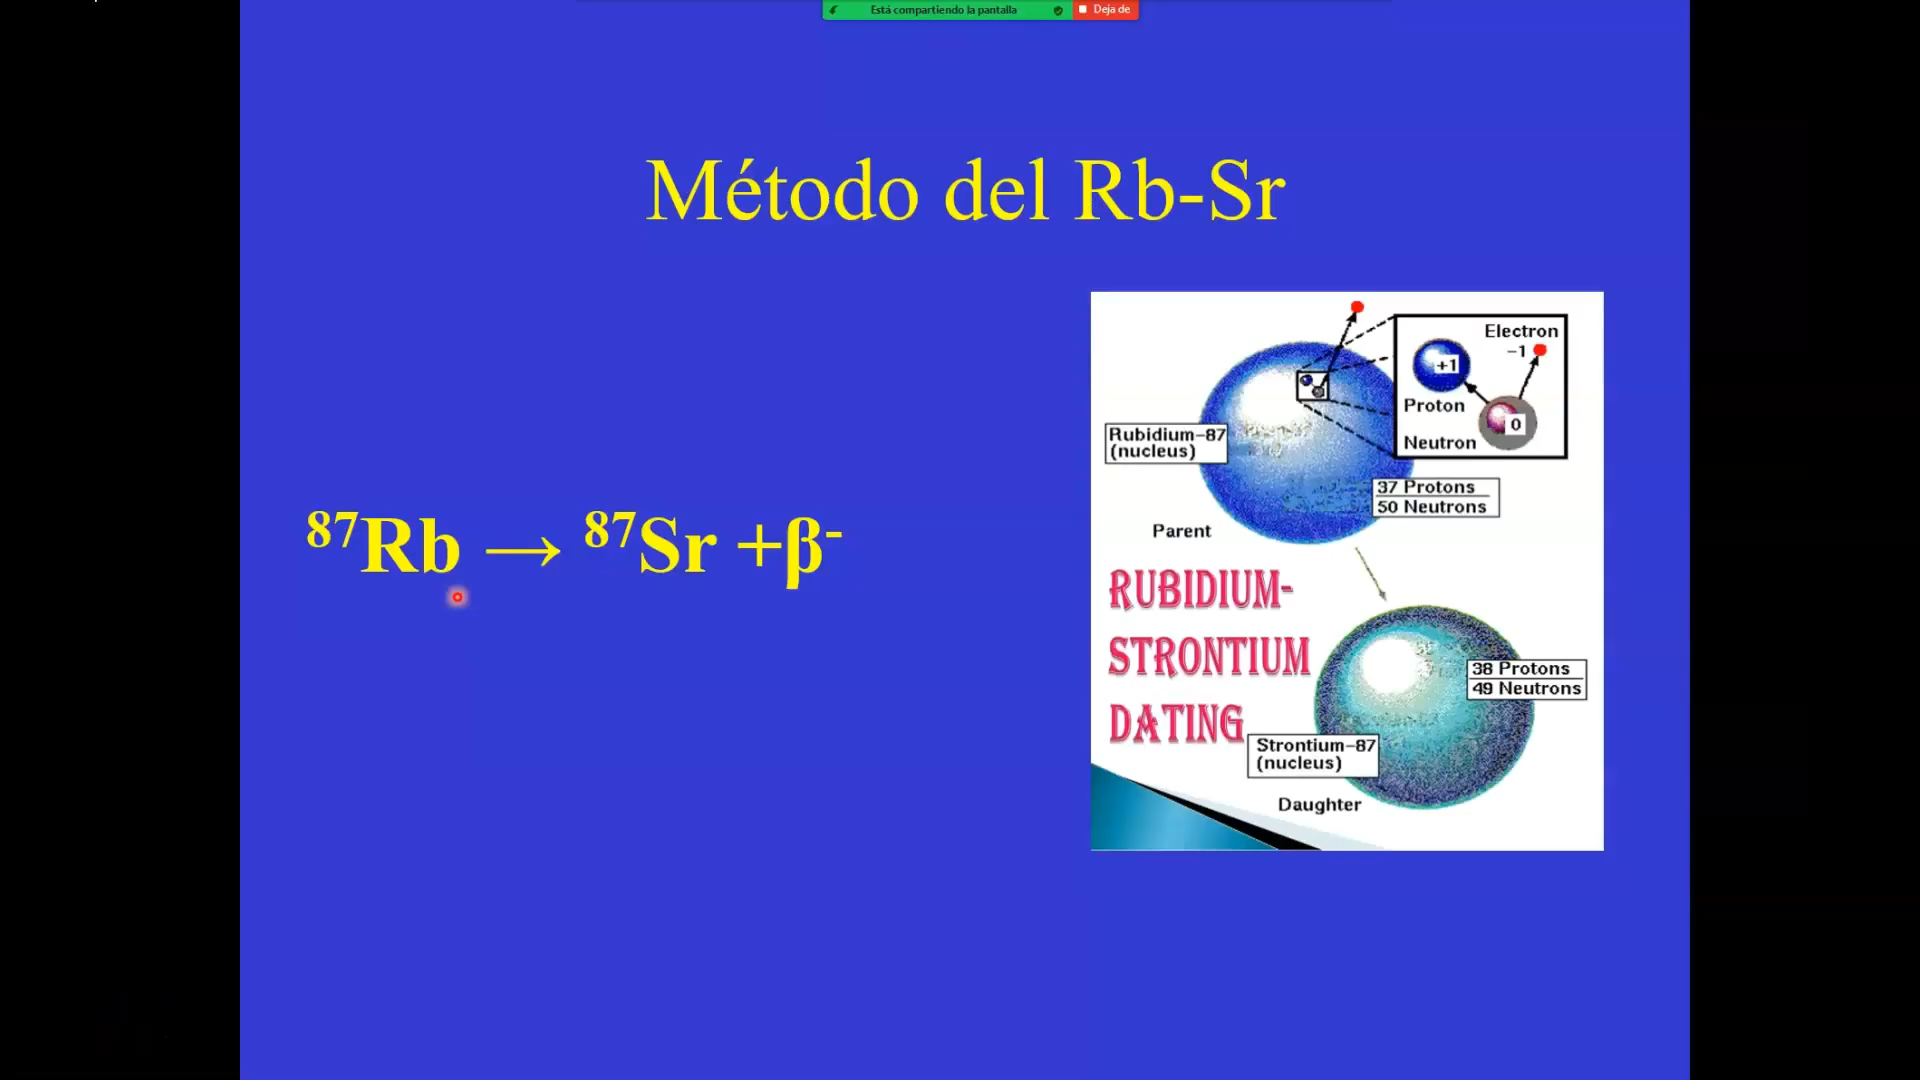 Está compartiendo la pantalla
Deja de
Método del Rb-Sr
⁸⁷Rb → ⁸⁷Sr +β⁻
Electron
−1
+1
Proton
0
Neutron
Rubidium−87
(nucleus)
37 Protons
50 Neutrons
Parent
RUBIDIUM-
STRONTIUM
DATING
38 Protons
49 Neutrons
Strontium−87
(nucleus)
Daughter